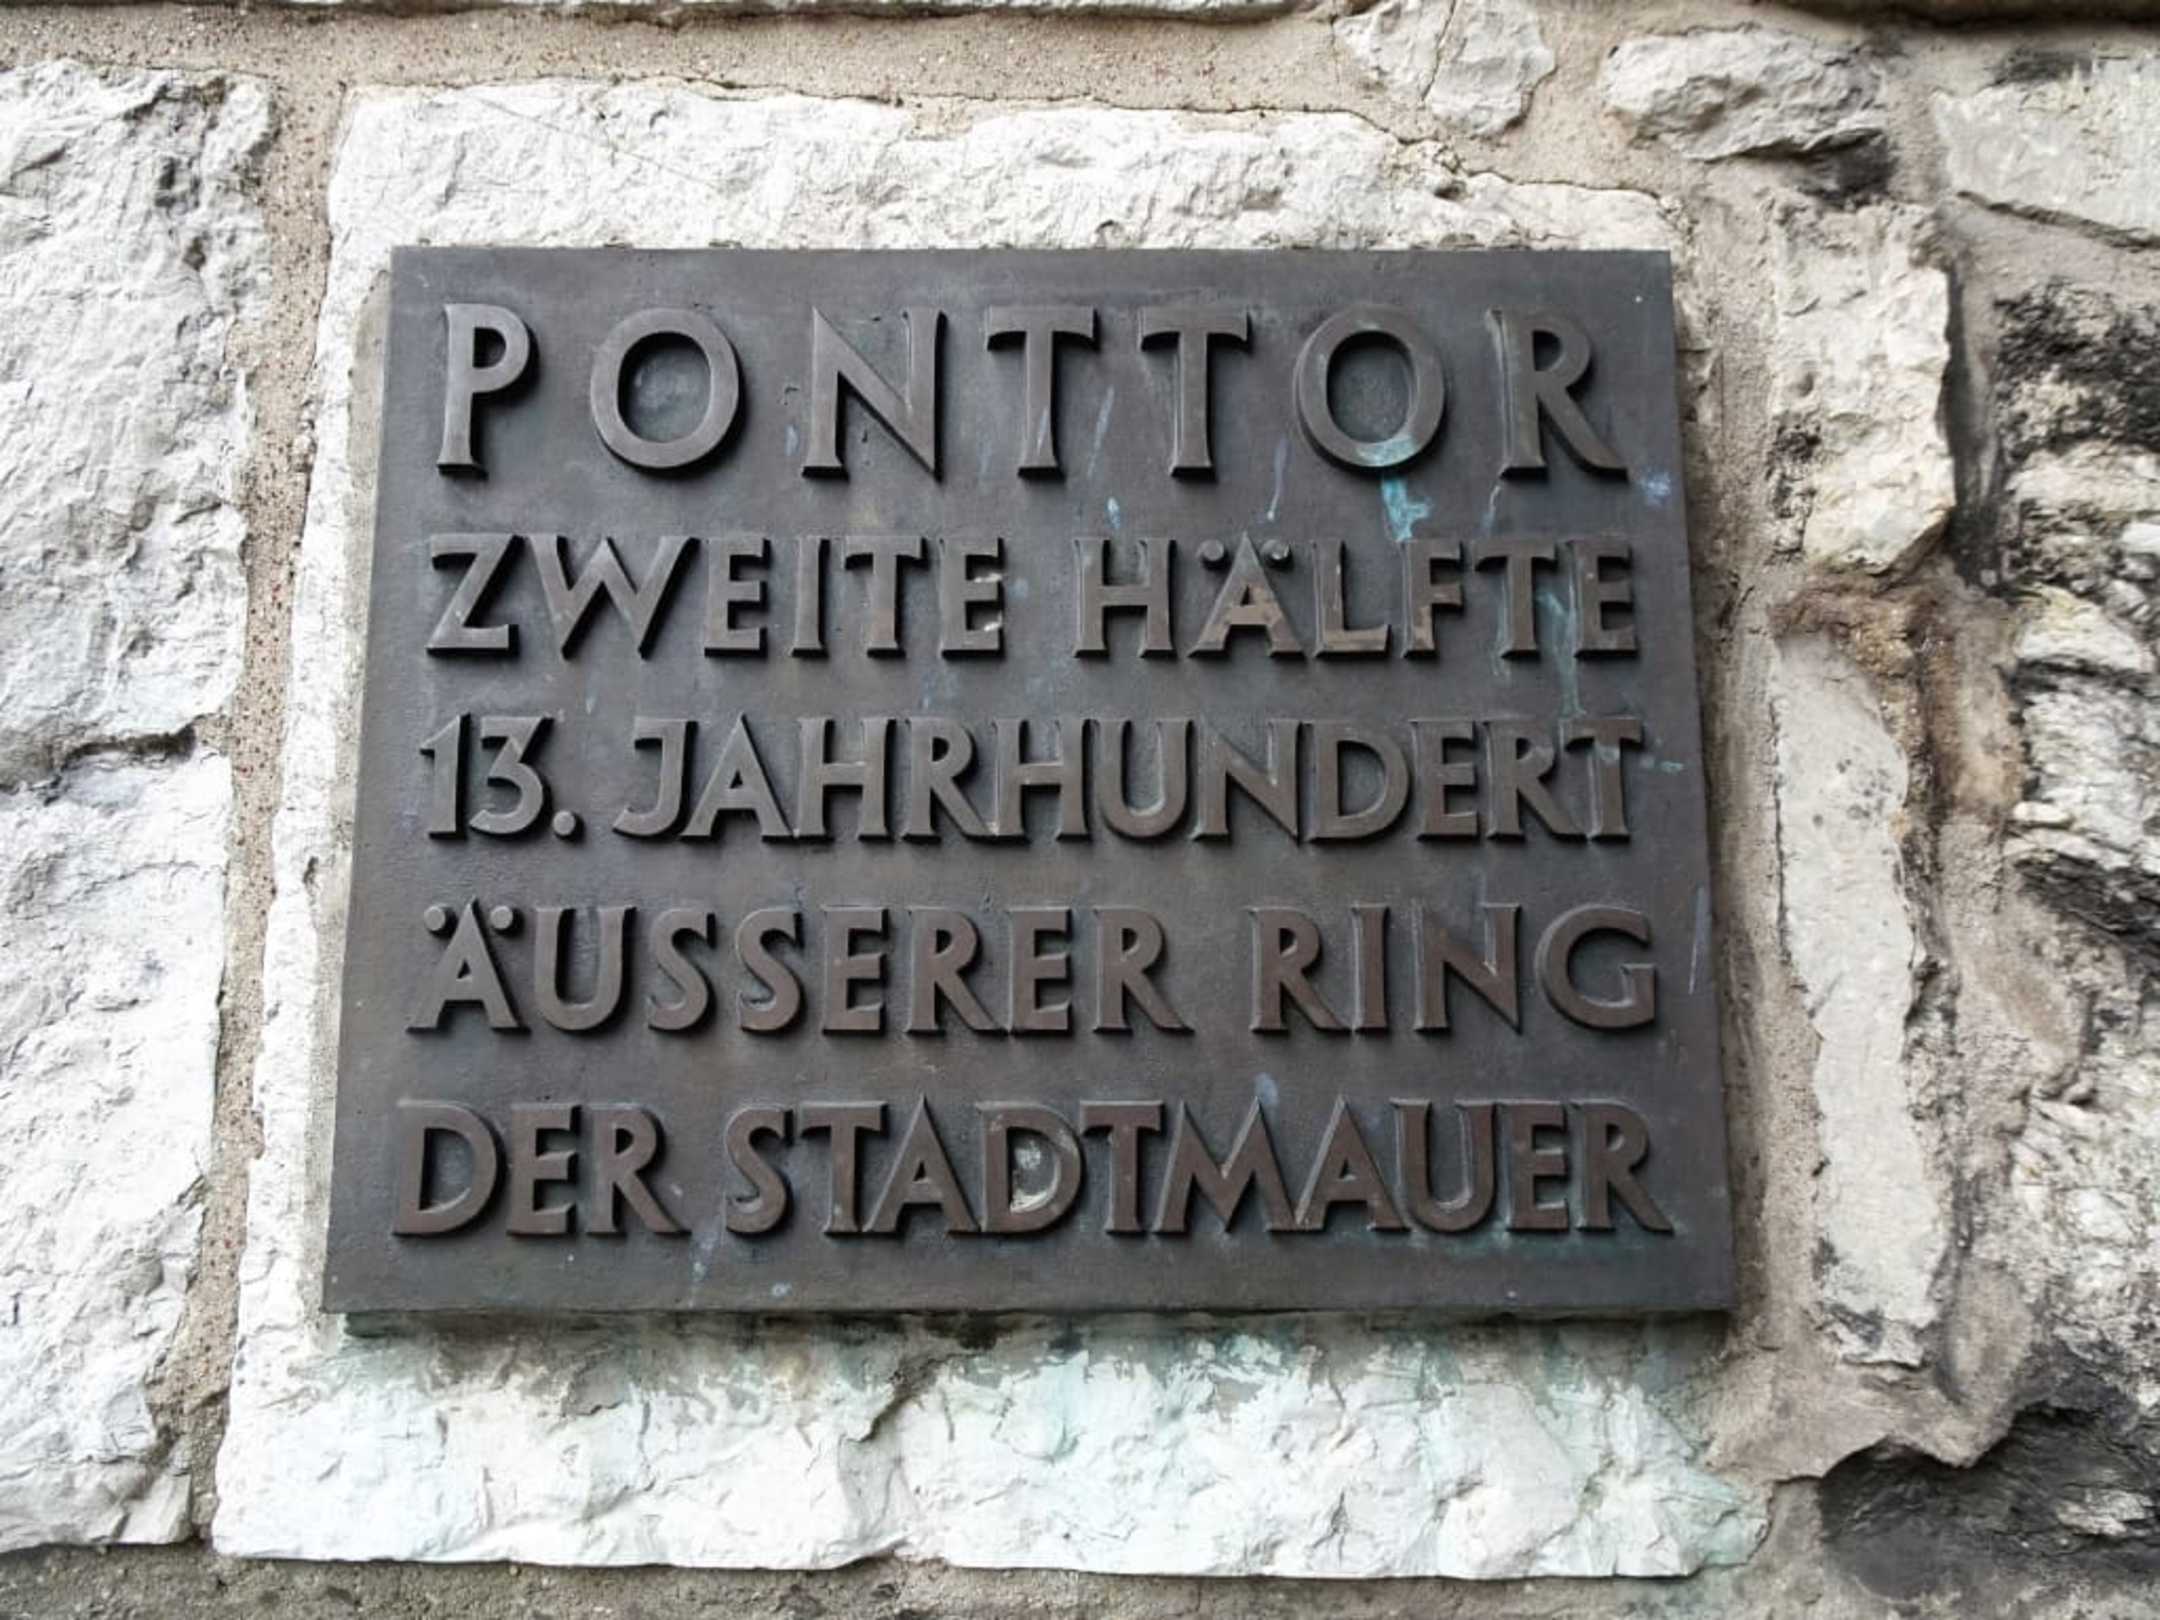 PONTTOR
ZWEITE HÄLFTE
13. JAHRHUNDERT
ÄUSSERER RING
DER STADTMAUER